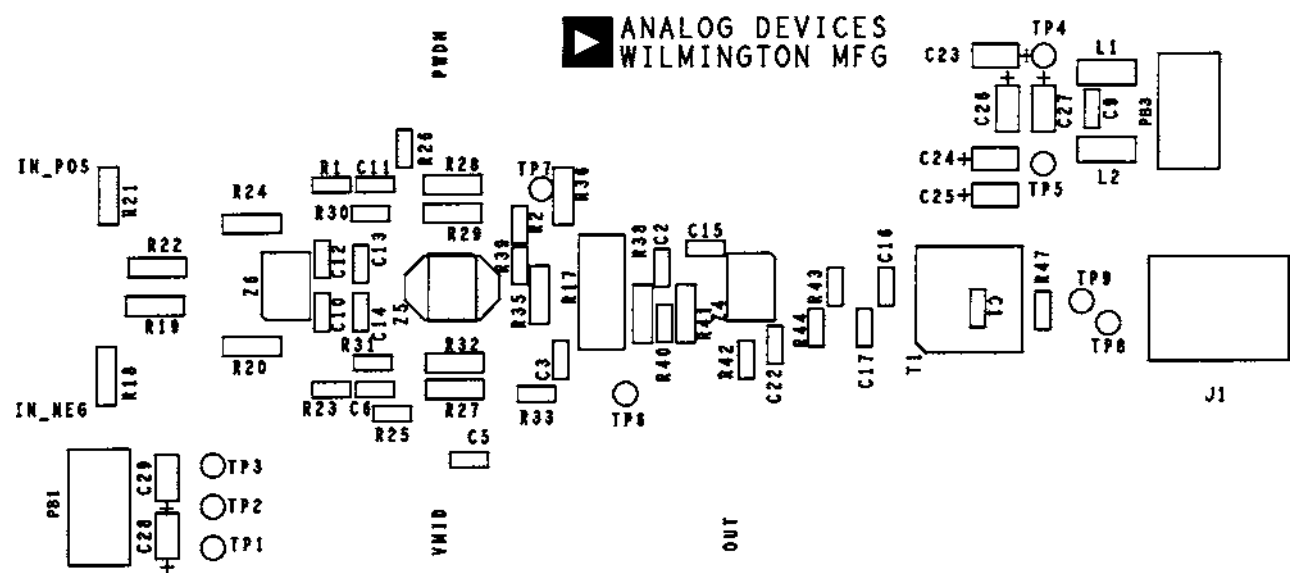 ANALOG DEVICES
WILMINGTON MFG
PWDN
C23
TP4
L1
C26
C27
C9
PB3
C24
C25
TP5
L2
IN_POS
R21
R24
R1
C11
R26
R28
TP7
R36
R30
R29
R2
R22
C12
C13
R39
R38
C2
C15
C16
R43
R47
TP9
Z6
Z5
R17
Z4
C1
R19
C10
C14
R35
R41
R44
C17
T1
TP6
R20
R31
R32
C3
R40
R42
C22
R18
IN_NEG
R23
C6
R27
R33
TP8
J1
R25
C5
PB1
C29
TP3
TP2
C28
TP1
VMID
OUT